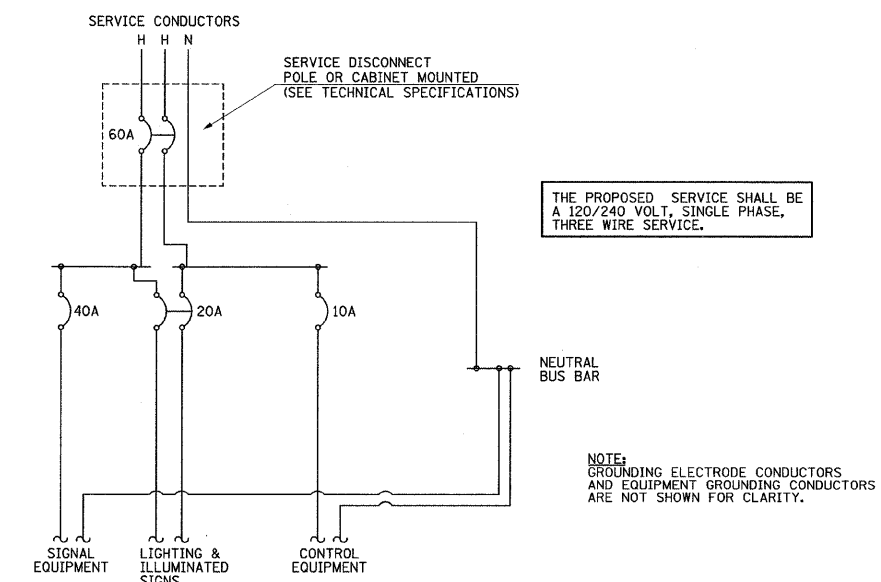 SERVICE CONDUCTORS
H H N
SERVICE DISCONNECT
POLE OR CABINET MOUNTED
(SEE TECHNICAL SPECIFICATIONS)
60A
THE PROPOSED SERVICE SHALL BE
A 120/240 VOLT, SINGLE PHASE,
THREE WIRE SERVICE.
40A
20A
10A
NEUTRAL
BUS BAR
NOTE:
GROUNDING ELECTRODE CONDUCTORS
AND EQUIPMENT GROUNDING CONDUCTORS
ARE NOT SHOWN FOR CLARITY.
SIGNAL
EQUIPMENT
LIGHTING &
ILLUMINATED
SIGNS
CONTROL
EQUIPMENT